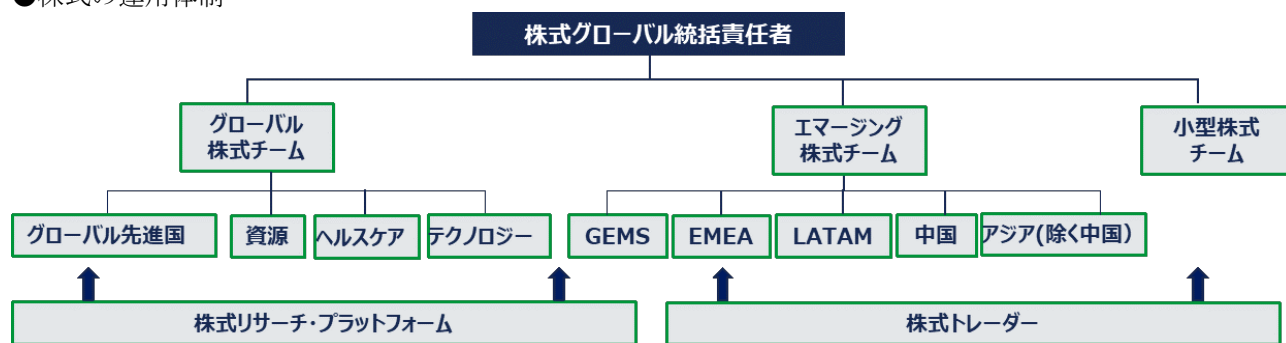 ●株式の運用体制
株式グローバル統括責任者
グローバル
株式チーム
エマージング
株式チーム
小型株式
チーム
グローバル先進国
資源
ヘルスケア
テクノロジー
GEMS
EMEA
LATAM
中国
アジア(除く中国)
株式リサーチ・プラットフォーム
株式トレーダー